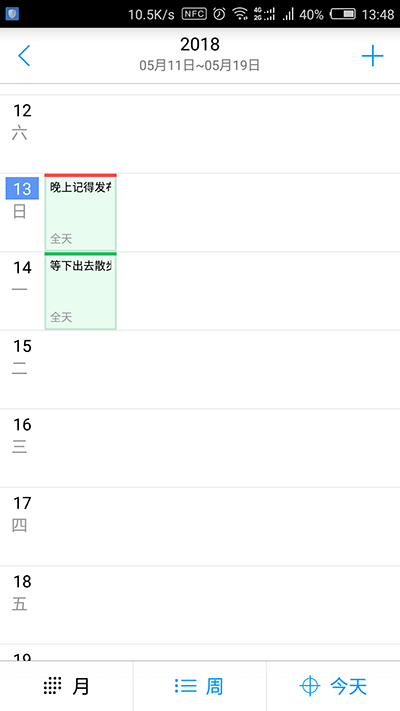 10.5K/s NFC 4G 2G 40% 13:48
2018
05月11日~05月19日
12
六
13
日
晚上记得发布
全天
14
一
等下出去散步
全天
15
二
16
三
17
四
18
五
19
月 周 今天